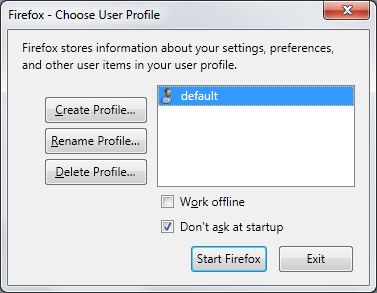 Firefox - Choose User Profile
Firefox stores information about your settings, preferences,
and other user items in your user profile.
Create Profile...
Rename Profile...
Delete Profile...
default
Work offline
Don't ask at startup
Start Firefox
Exit